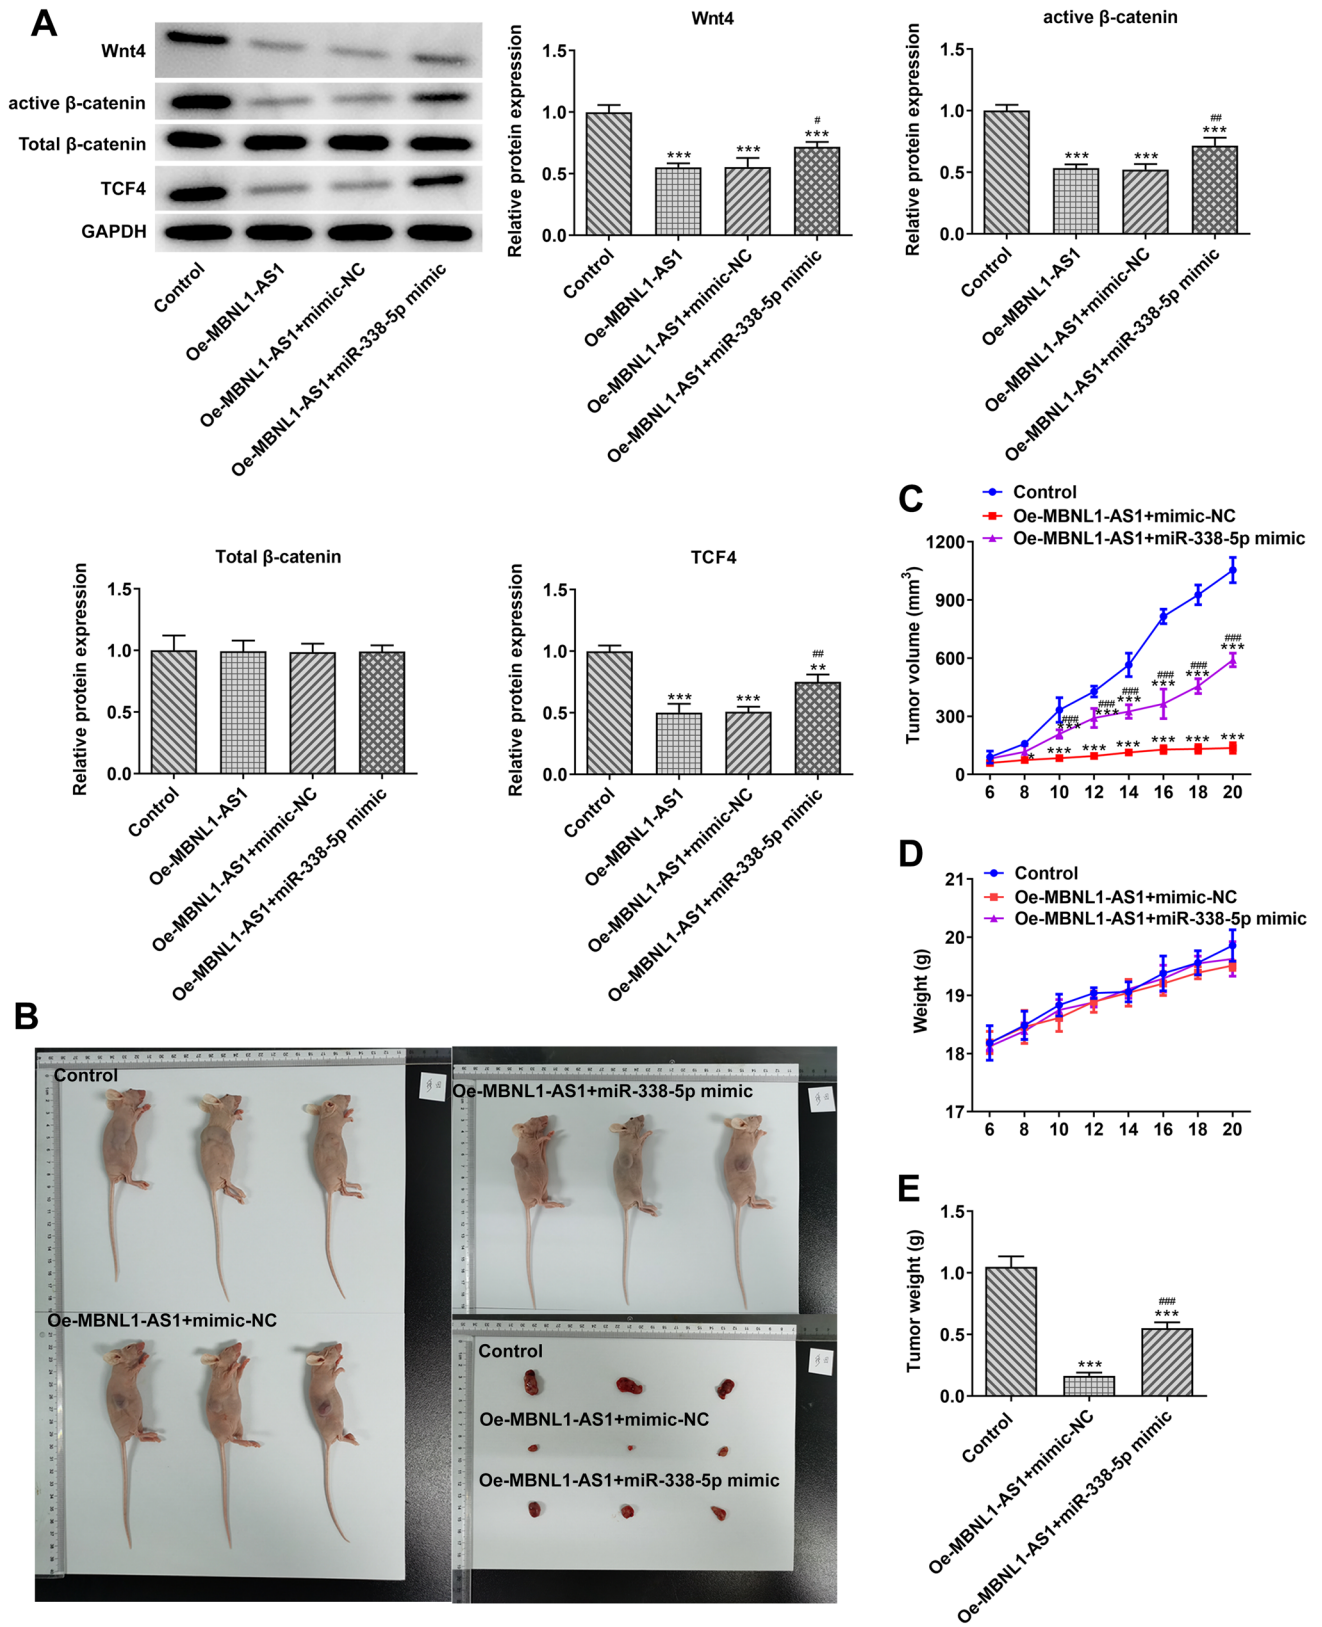 A
Wnt4
active β-catenin
Total β-catenin
TCF4
GAPDH
Control
Oe-MBNL1-AS1
Oe-MBNL1-AS1+mimic-NC
Oe-MBNL1-AS1+miR-338-5p mimic
Wnt4
Relative protein expression
1.5
1.0
0.5
0.0
***
***
#
***
Control
Oe-MBNL1-AS1
Oe-MBNL1-AS1+mimic-NC
Oe-MBNL1-AS1+miR-338-5p mimic
active β-catenin
Relative protein expression
1.5
1.0
0.5
0.0
***
***
##
***
Control
Oe-MBNL1-AS1
Oe-MBNL1-AS1+mimic-NC
Oe-MBNL1-AS1+miR-338-5p mimic
Total β-catenin
Relative protein expression
1.5
1.0
0.5
0.0
Control
Oe-MBNL1-AS1
Oe-MBNL1-AS1+mimic-NC
Oe-MBNL1-AS1+miR-338-5p mimic
TCF4
Relative protein expression
1.5
1.0
0.5
0.0
***
***
##
**
Control
Oe-MBNL1-AS1
Oe-MBNL1-AS1+mimic-NC
Oe-MBNL1-AS1+miR-338-5p mimic
C
Control
Oe-MBNL1-AS1+mimic-NC
Oe-MBNL1-AS1+miR-338-5p mimic
Tumor volume (mm³)
1200
900
600
300
0
### ### ### ### ### ###
*** *** *** *** *** ***
* *** *** *** *** *** ***
6 8 10 12 14 16 18 20
D
Control
Oe-MBNL1-AS1+mimic-NC
Oe-MBNL1-AS1+miR-338-5p mimic
Weight (g)
21
20
19
18
17
6 8 10 12 14 16 18 20
B
Control
Oe-MBNL1-AS1+miR-338-5p mimic
Oe-MBNL1-AS1+mimic-NC
Control
Oe-MBNL1-AS1+mimic-NC
Oe-MBNL1-AS1+miR-338-5p mimic
E
Tumor weight (g)
1.5
1.0
0.5
0.0
***
###
***
Control
Oe-MBNL1-AS1+mimic-NC
Oe-MBNL1-AS1+miR-338-5p mimic